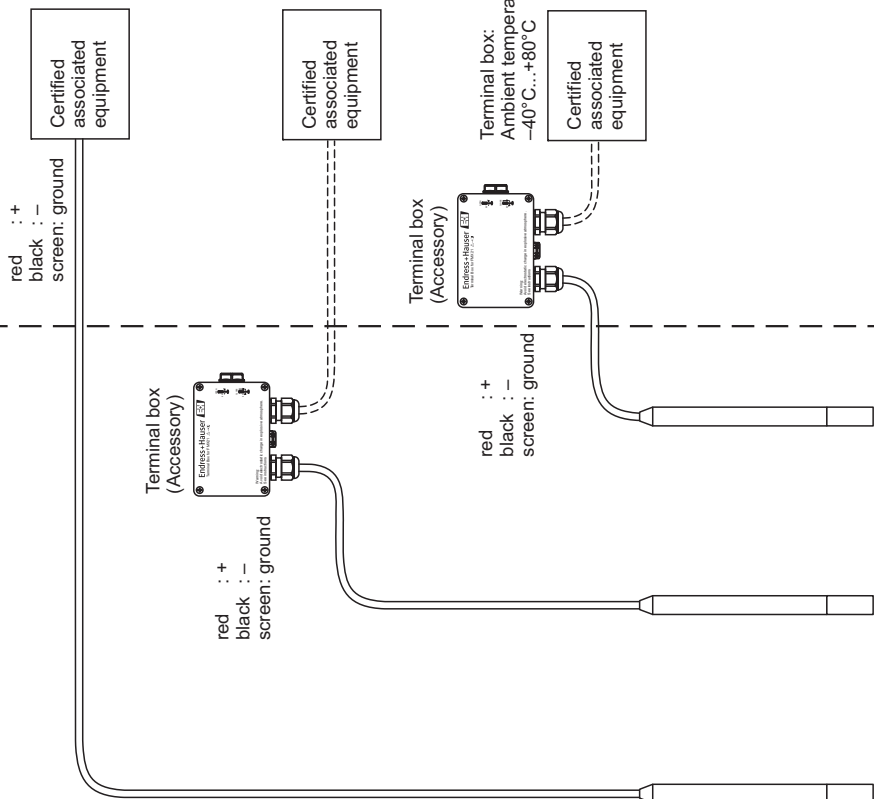 red : +
black : –
screen: ground
Certified
associated
equipment
Certified
associated
equipment
Terminal box:
Ambient tempera
–40°C...+80°C
Certified
associated
equipment
Terminal box
(Accessory)
Endress+Hauser
red : +
black : –
screen: ground
Terminal box
(Accessory)
Endress+Hauser
red : +
black : –
screen: ground